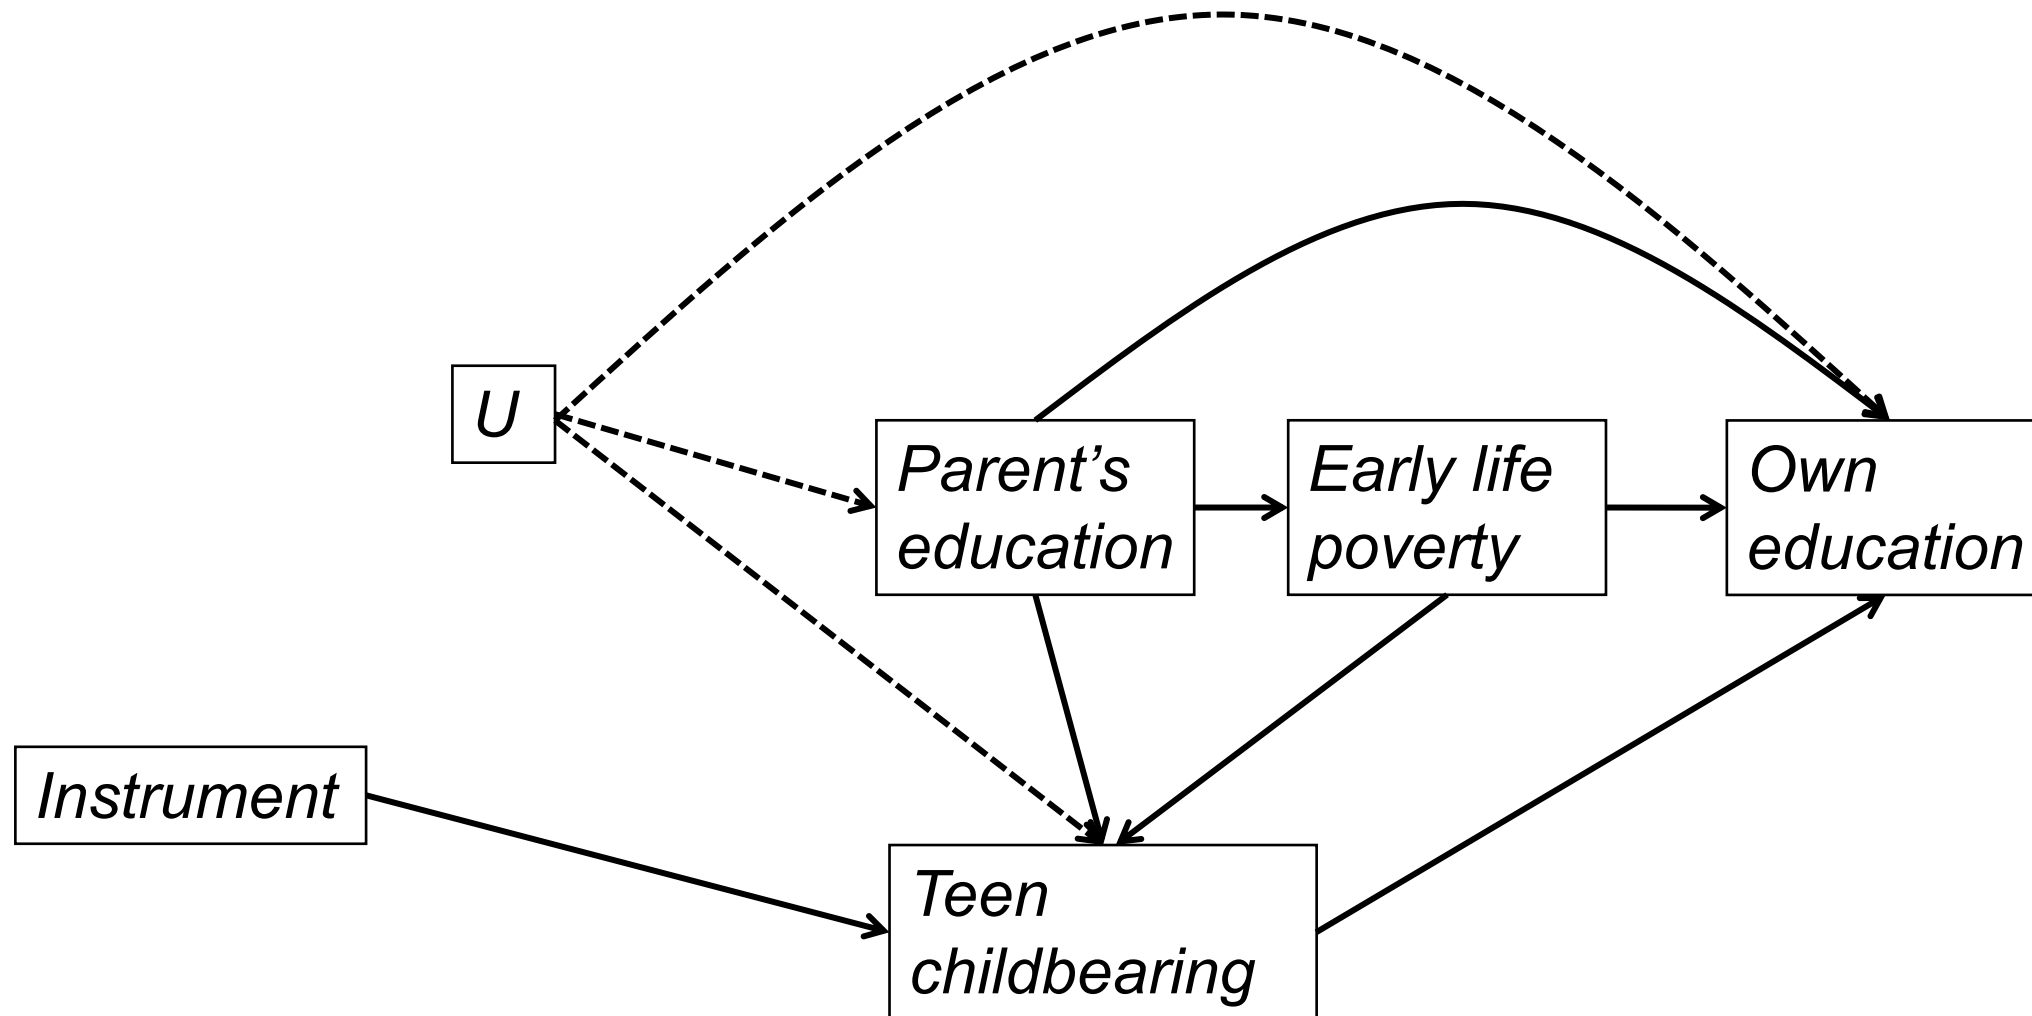 U
Parent’s
education
Early life
poverty
Own
education
Instrument
Teen
childbearing